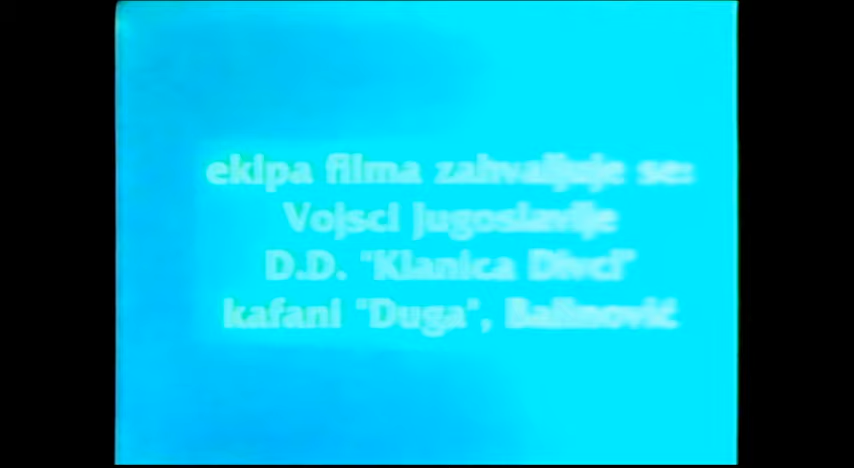 ekipa filma zahvaljuje se:
Vojsci Jugoslavije
D.D. "Klanica Divci"
kafani "Duga", Balinović